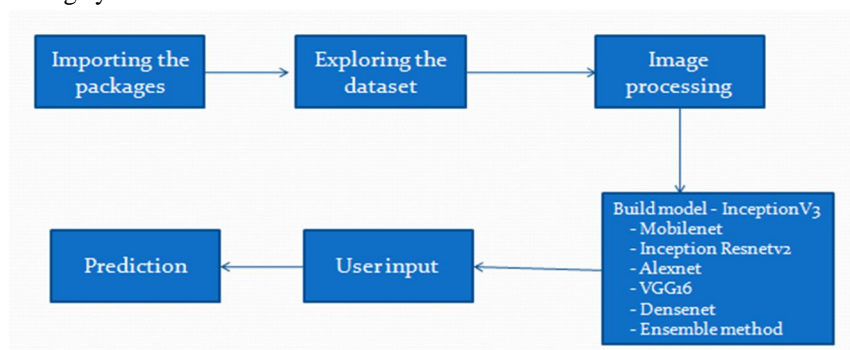 Importing the
packages
Exploring the
dataset
Image
processing
Build model - InceptionV3
- Mobilenet
- Inception Resnetv2
- Alexnet
- VGG16
- Densenet
- Ensemble method
User input
Prediction